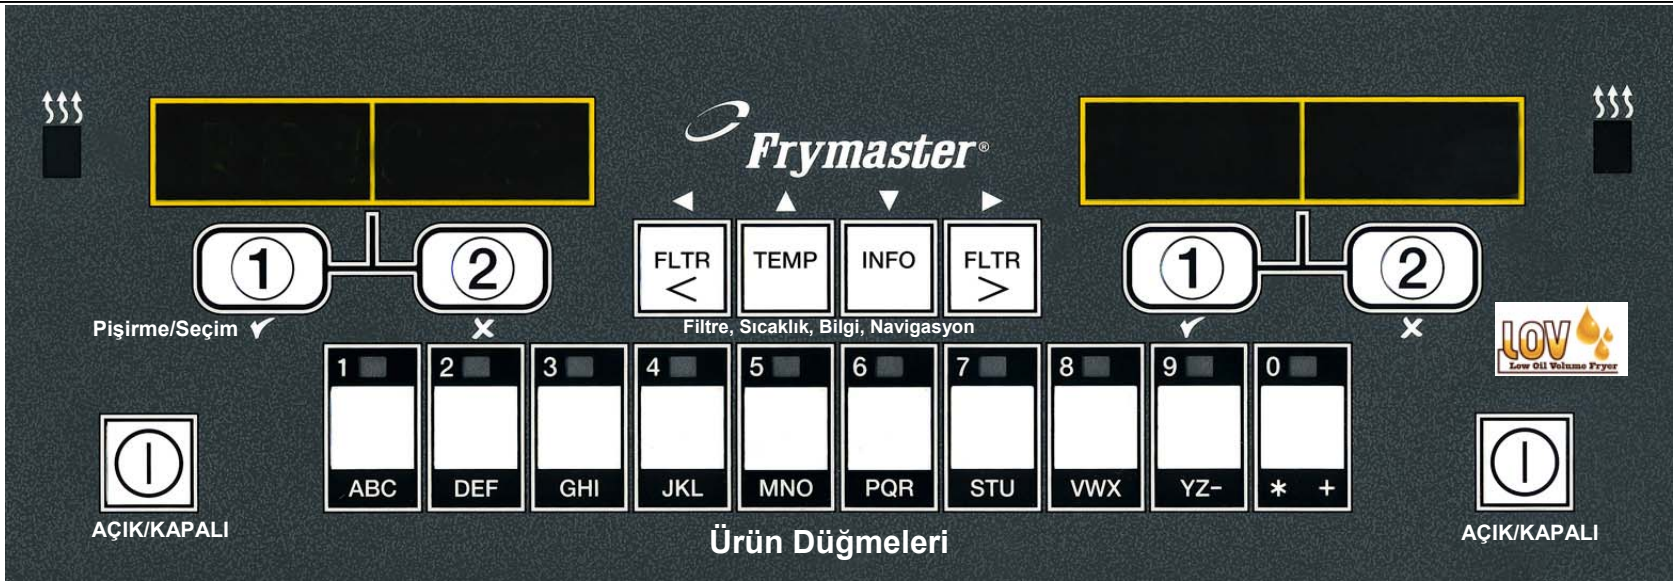 Frymaster®
1 2
FLTR < TEMP INFO FLTR >
1 2
Pişirme/Seçim ✓ X
Filtre, Sıcaklık, Bilgi, Navigasyon
✓ X
LOV
Low Oil Volume Fryer
1 2 3 4 5 6 7 8 9 0
ABC DEF GHI JKL MNO PQR STU VWX YZ- * +
AÇIK/KAPALI
Ürün Düğmeleri
AÇIK/KAPALI